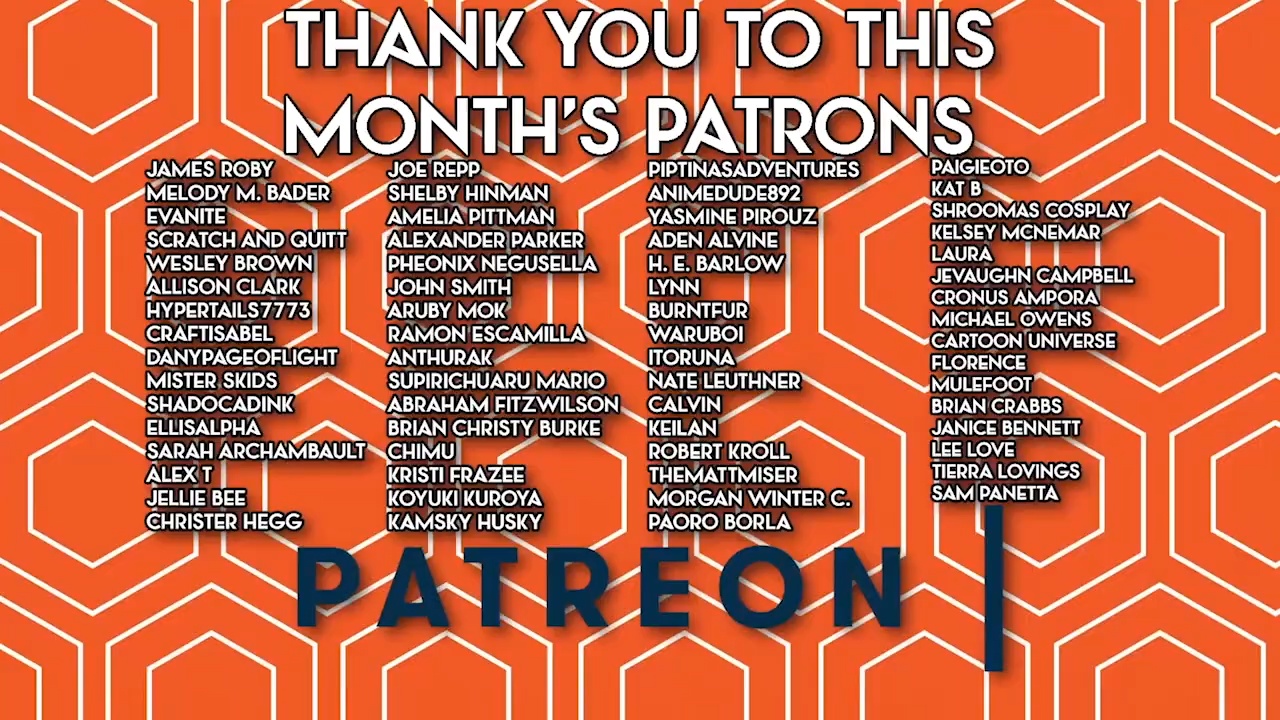 THANK YOU TO THIS
MONTH'S PATRONS
JAMES ROBY
MELODY M. BADER
EVANITE
SCRATCH AND QUITT
WESLEY BROWN
ALLISON CLARK
HYPERTAILS7773
CRAFTISABEL
DANYPAGEOFLIGHT
MISTER SKIDS
SHADOCADINK
ELLISALPHA
SARAH ARCHAMBAULT
ALEX T
JELLIE BEE
CHRISTER HEGG
JOE REPP
SHELBY HINMAN
AMELIA PITTMAN
ALEXANDER PARKER
PHEONIX NEGUSELLA
JOHN SMITH
ARUBY MOK
RAMON ESCAMILLA
ANTHURAK
SUPIRICHUARU MARIO
ABRAHAM FITZWILSON
BRIAN CHRISTY BURKE
CHIMU
KRISTI FRAZEE
KOYUKI KUROYA
KAMSKY HUSKY
PIPTINASADVENTURES
ANIMEDUDE892
YASMINE PIROUZ
ADEN ALVINE
H. E. BARLOW
LYNN
BURNTFUR
WARUBOI
ITORUNA
NATE LEUTHNER
CALVIN
KEILAN
ROBERT KROLL
THEMATTMISER
MORGAN WINTER C.
PAORO BORLA
PAIGIEOTO
KAT B
SHROOMAS COSPLAY
KELSEY MCNEMAR
LAURA
JEVAUGHN CAMPBELL
CRONUS AMPORA
MICHAEL OWENS
CARTOON UNIVERSE
FLORENCE
MULEFOOT
BRIAN CRABBS
JANICE BENNETT
LEE LOVE
TIERRA LOVINGS
SAM PANETTA
PATREON